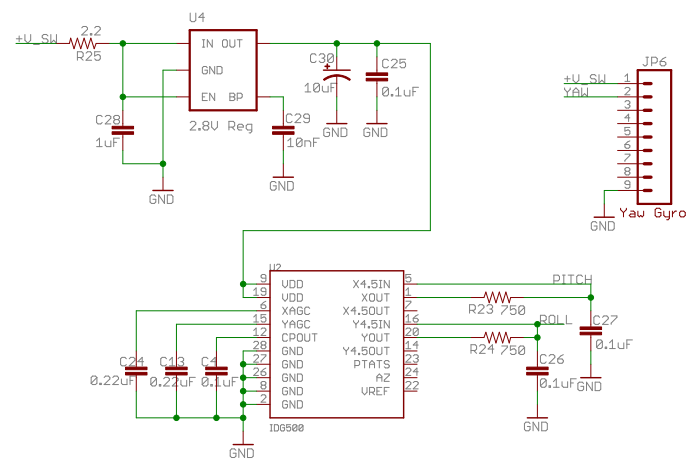 U4
+V_SW
2.2
R25
IN OUT
GND
EN BP
2.8V Reg
C28
1uF
GND
C29
10nF
GND
C30
10uF
GND
C25
0.1uF
GND
JP6
+V_SW 1
YAW 2
3
4
5
6
7
8
9
GND
Yaw Gyro
U2
9 VDD X4.5IN 5 PITCH
19 VDD XOUT 1
6 XAGC X4.5OUT 7
15 YAGC Y4.5IN 16 ROLL
12 CPOUT YOUT 20
28 GND Y4.5OUT 14
27 GND PTATS 23
26 GND AZ 24
8 GND VREF 22
2 GND
IDG500
R23 750
R24 750
C27
0.1uF
GND
C26
0.1uF
GND
C24
0.22uF
C13
0.22uF
C4
0.1uF
GND